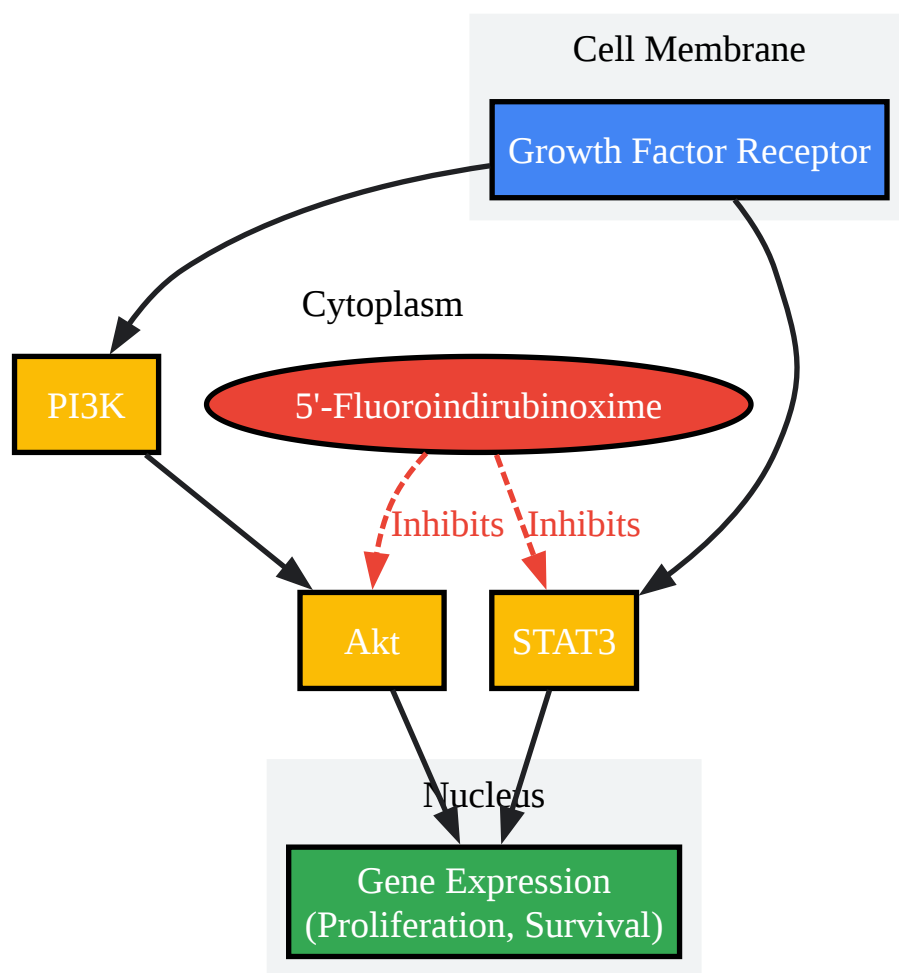 Cell Membrane
Growth Factor Receptor
Cytoplasm
PI3K
5'-Fluoroindirubinoxime
Inhibits
Inhibits
Akt
STAT3
Nucleus
Gene Expression
(Proliferation, Survival)